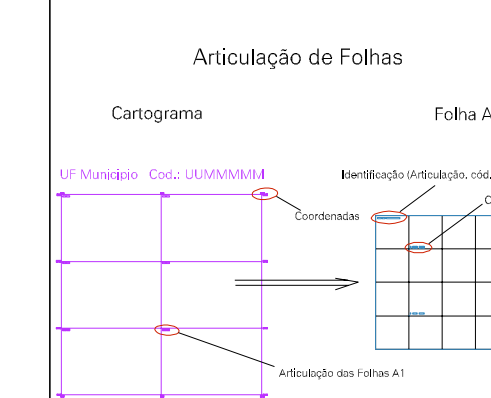 Articulação de Folhas
Cartograma
Folha A
UF Municipio Cod.: UUMMMMM
Identificação (Articulação, cód.
Coordenadas
Articulação das Folhas A1